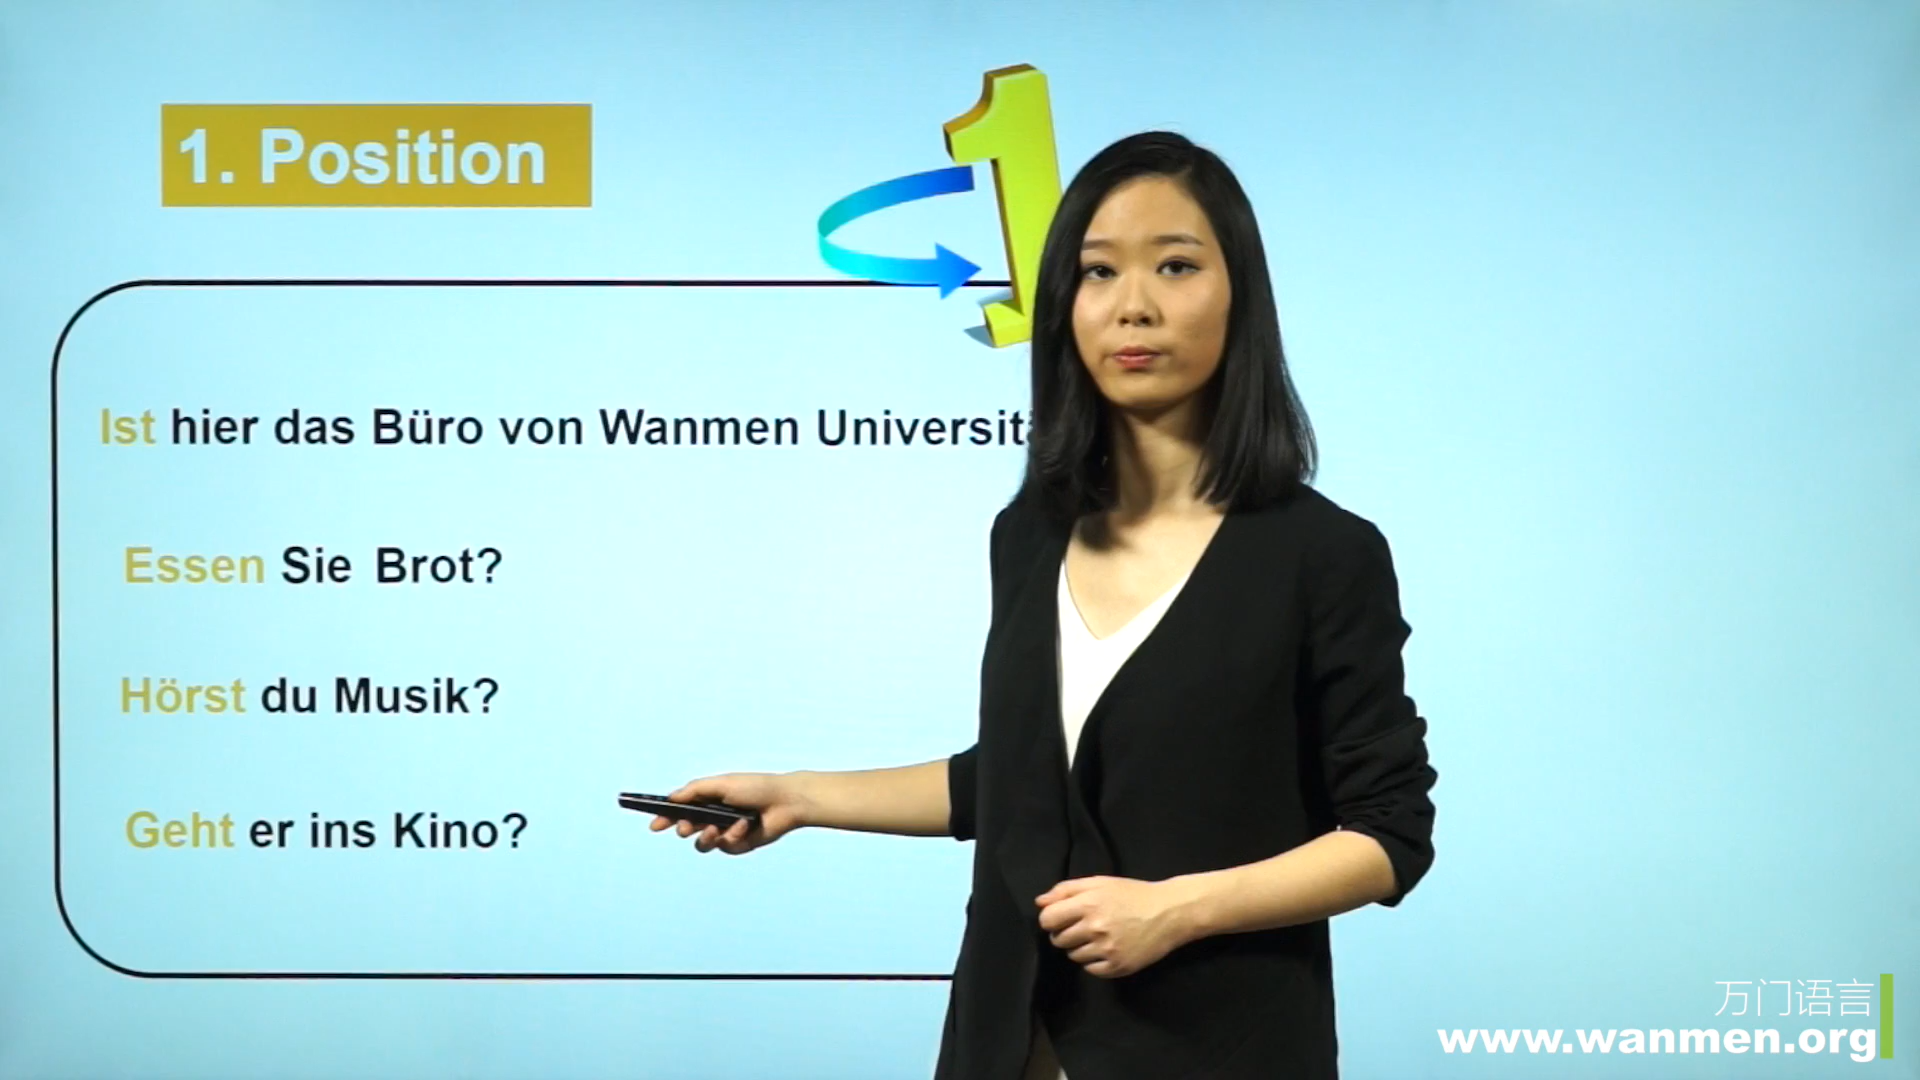 1. Position
1
Ist hier das Büro von Wanmen
Essen Sie Brot?
Hörst du Musik?
Geht er ins Kino?
万门语言
www.wanmen.org